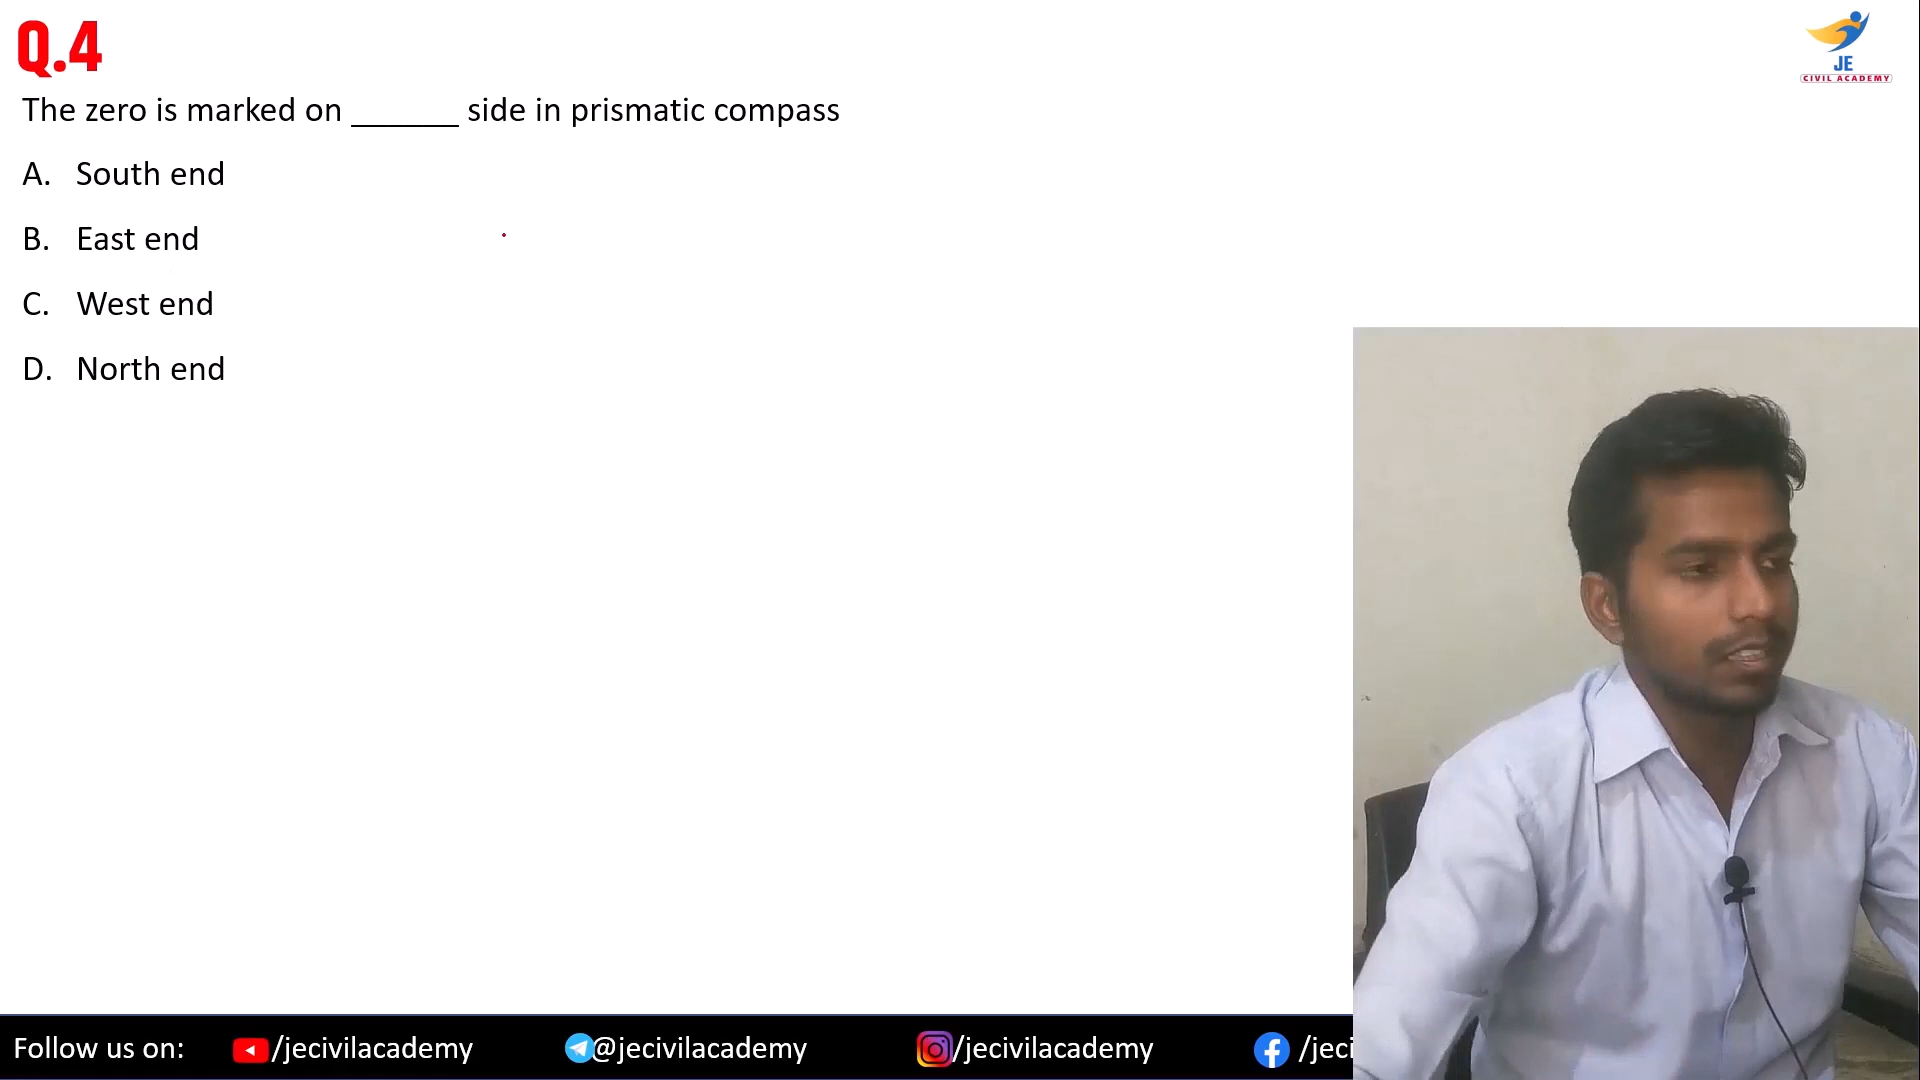 Q.4
JE
CIVIL ACADEMY
The zero is marked on ______ side in prismatic compass
A. South end
B. East end
C. West end
D. North end
Follow us on: /jecivilacademy @jecivilacademy /jecivilacademy /jeci